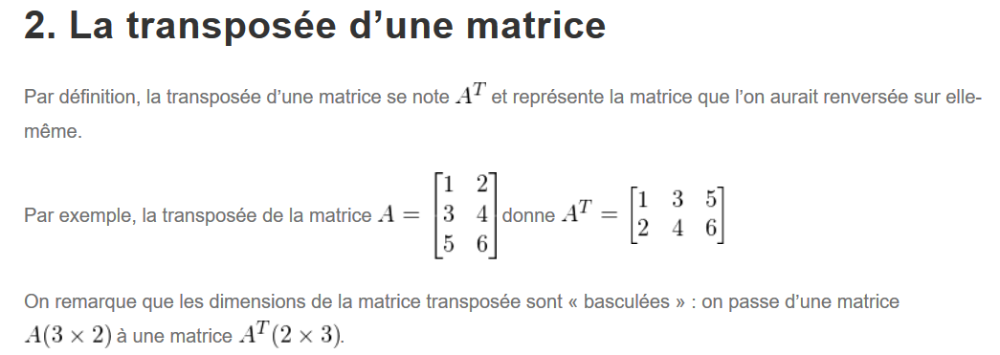 2. La transposée d’une matrice
Par définition, la transposée d’une matrice se note $A^T$ et représente la matrice que l’on aurait renversée sur elle-
même.
Par exemple, la transposée de la matrice $A = \begin{bmatrix} 1 & 2 \\ 3 & 4 \\ 5 & 6 \end{bmatrix}$ donne $A^T = \begin{bmatrix} 1 & 3 & 5 \\ 2 & 4 & 6 \end{bmatrix}$
On remarque que les dimensions de la matrice transposée sont « basculées » : on passe d’une matrice
$A(3 \times 2)$ à une matrice $A^T(2 \times 3)$.